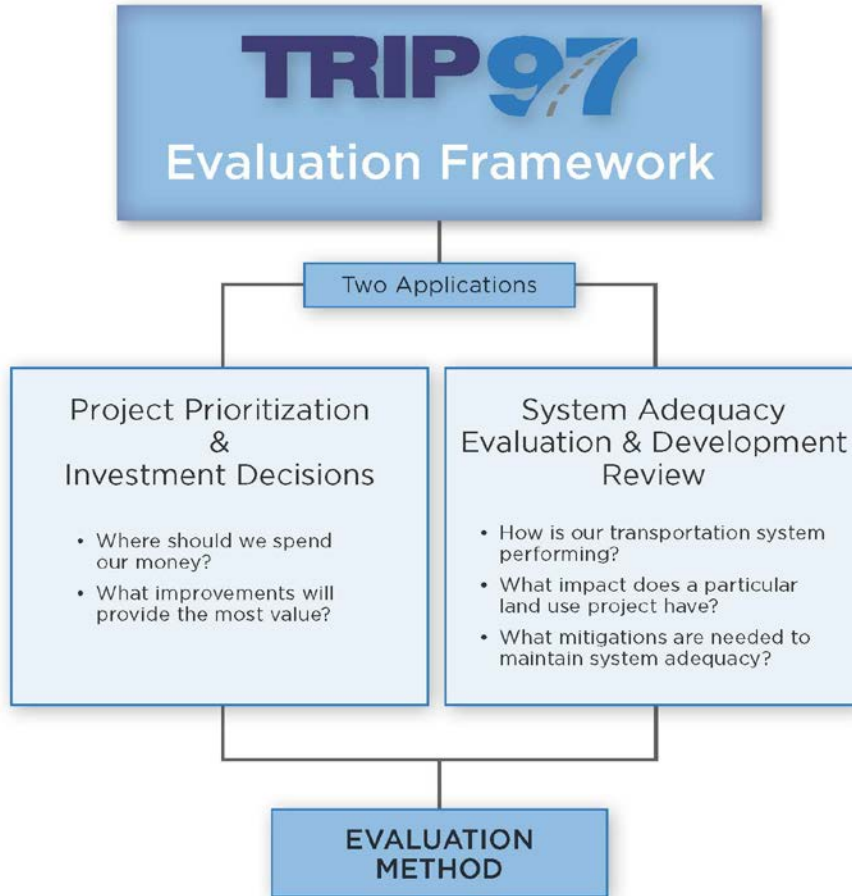 TRIP97
Evaluation Framework
Two Applications
Project Prioritization
&
Investment Decisions
• Where should we spend
our money?
• What improvements will
provide the most value?
System Adequacy
Evaluation & Development
Review
• How is our transportation system
performing?
• What impact does a particular
land use project have?
• What mitigations are needed to
maintain system adequacy?
EVALUATION
METHOD